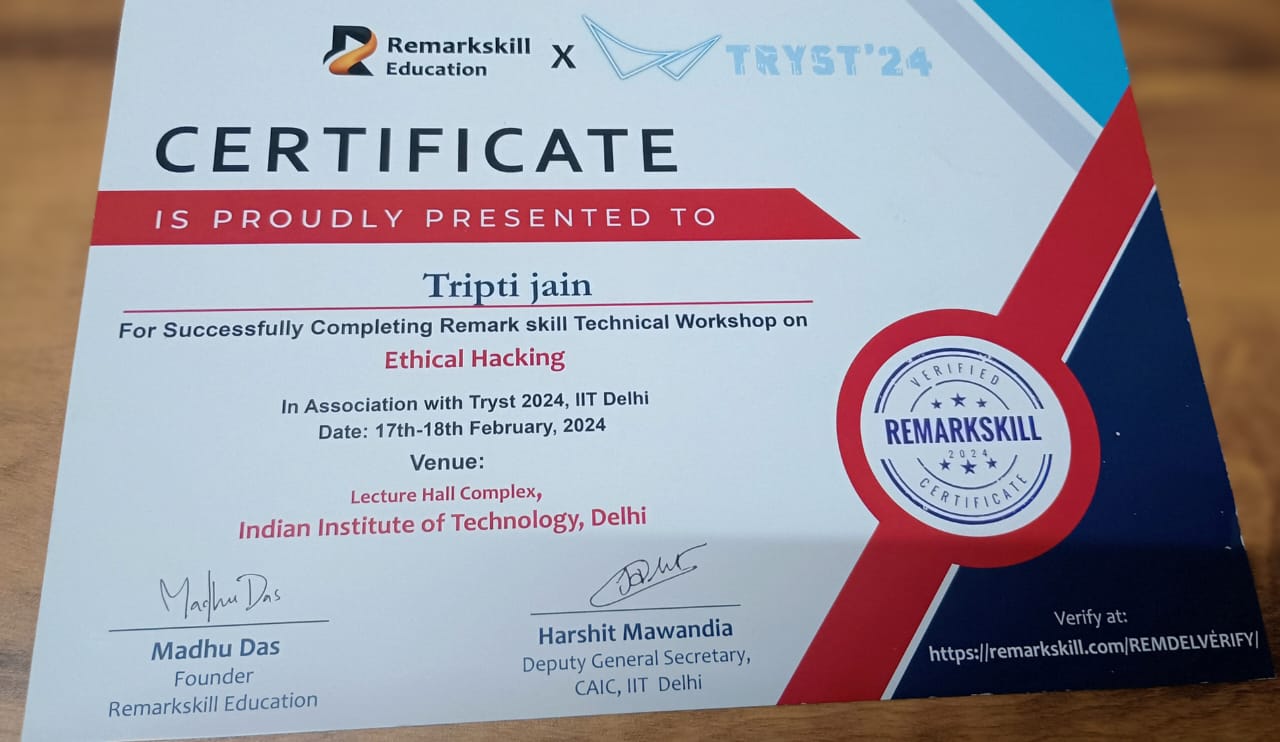 Remarkskill
Education
X
TRYST'24
CERTIFICATE
IS PROUDLY PRESENTED TO
Tripti jain
For Successfully Completing Remark skill Technical Workshop on
Ethical Hacking
In Association with Tryst 2024, IIT Delhi
Date: 17th-18th February, 2024
Venue:
Lecture Hall Complex,
Indian Institute of Technology, Delhi
VERIFIED
REMARKSKILL
2024
CERTIFICATE
Madhu Das
Madhu Das
Founder
Remarkskill Education
Harshit Mawandia
Deputy General Secretary,
CAIC, IIT Delhi
Verify at:
https://remarkskill.com/REMDELVERIFY/